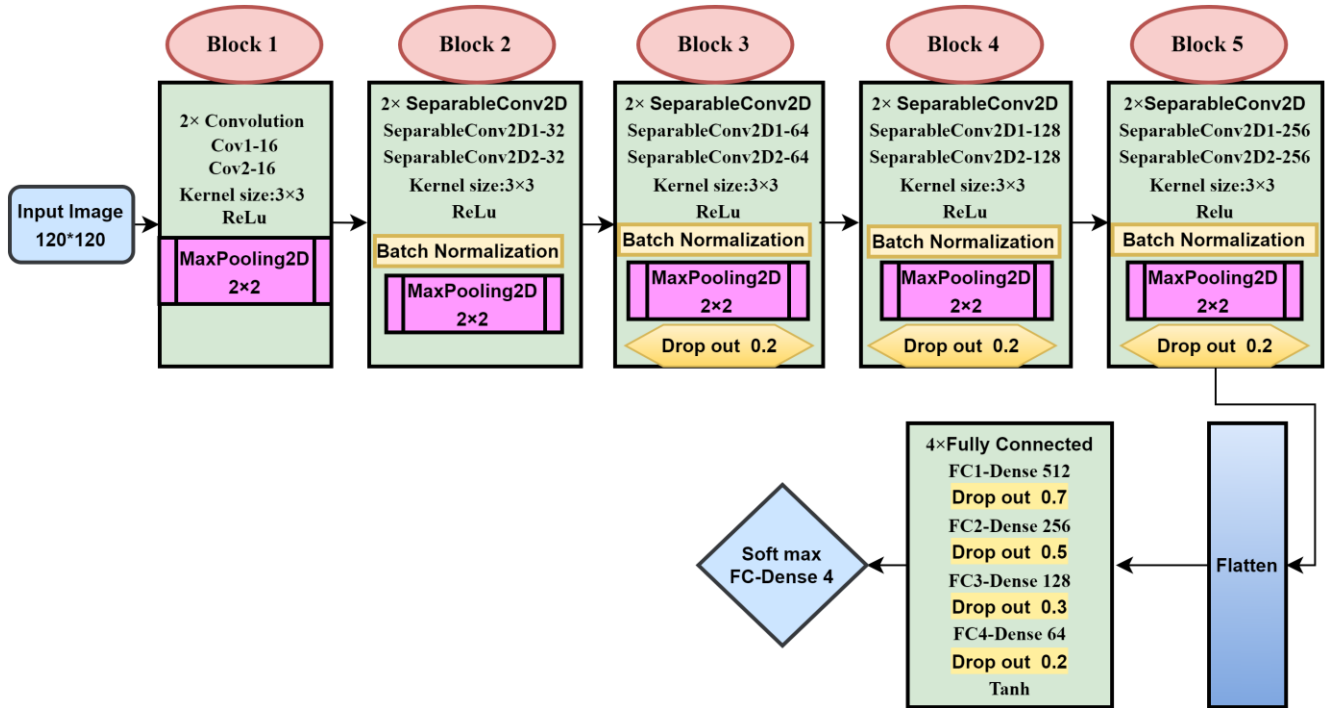 Block 1
Block 2
Block 3
Block 4
Block 5
Input Image
120*120
2× Convolution
Cov1-16
Cov2-16
Kernel size:3×3
ReLu
MaxPooling2D
2×2
2× SeparableConv2D
SeparableConv2D1-32
SeparableConv2D2-32
Kernel size:3×3
ReLu
Batch Normalization
MaxPooling2D
2×2
2× SeparableConv2D
SeparableConv2D1-64
SeparableConv2D2-64
Kernel size:3×3
ReLu
Batch Normalization
MaxPooling2D
2×2
Drop out 0.2
2× SeparableConv2D
SeparableConv2D1-128
SeparableConv2D2-128
Kernel size:3×3
ReLu
Batch Normalization
MaxPooling2D
2×2
Drop out 0.2
2×SeparableConv2D
SeparableConv2D1-256
SeparableConv2D2-256
Kernel size:3×3
Relu
Batch Normalization
MaxPooling2D
2×2
Drop out 0.2
Flatten
4×Fully Connected
FC1-Dense 512
Drop out 0.7
FC2-Dense 256
Drop out 0.5
FC3-Dense 128
Drop out 0.3
FC4-Dense 64
Drop out 0.2
Tanh
Soft max
FC-Dense 4